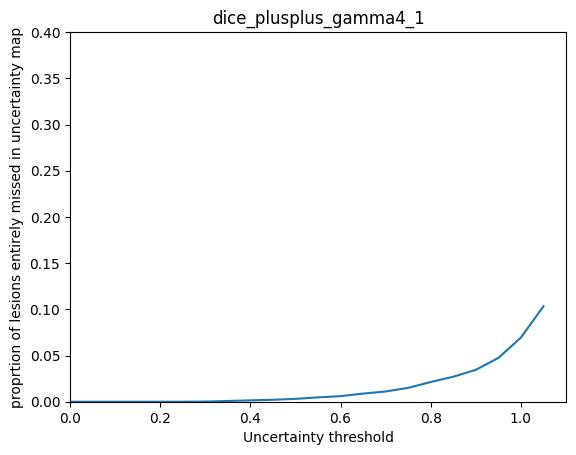 dice_plusplus_gamma4_1
proprtion of lesions entirely missed in uncertainty map
0.40
0.35
0.30
0.25
0.20
0.15
0.10
0.05
0.00
0.0 0.2 0.4 0.6 0.8 1.0
Uncertainty threshold